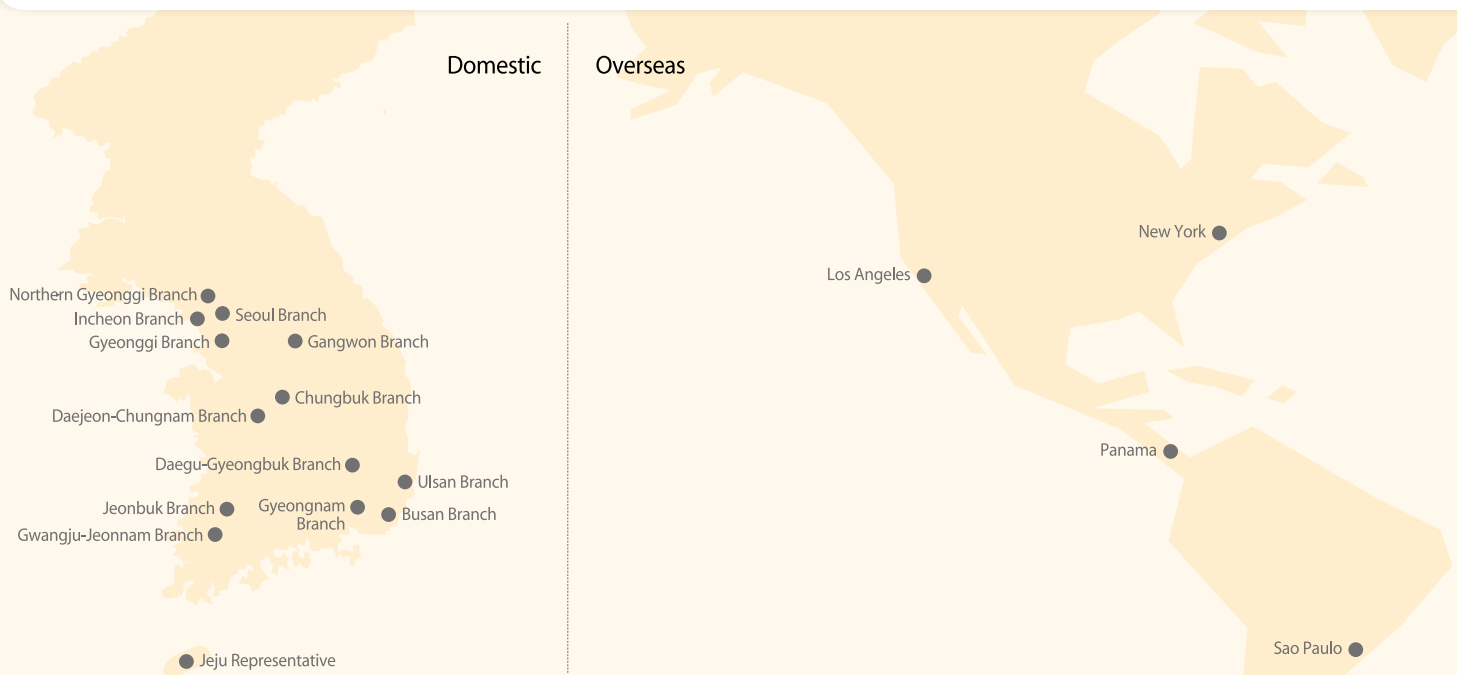 Domestic
Overseas
Northern Gyeonggi Branch
Incheon Branch
Seoul Branch
Gyeonggi Branch
Gangwon Branch
Chungbuk Branch
Daejeon-Chungnam Branch
Daegu-Gyeongbuk Branch
Ulsan Branch
Jeonbuk Branch
Gyeongnam
Branch
Busan Branch
Gwangju-Jeonnam Branch
Jeju Representative
New York
Los Angeles
Panama
Sao Paulo